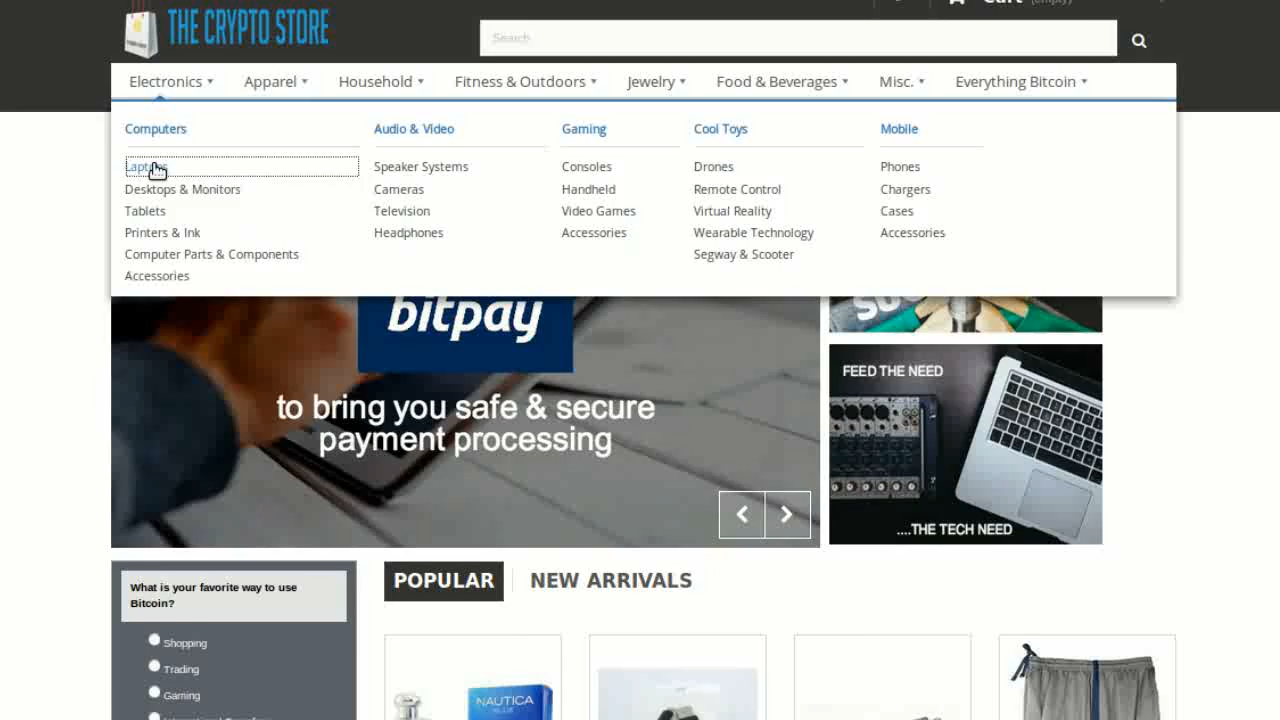 THE CRYPTO STORE
Cart (empty)
Search
Electronics Apparel Household Fitness & Outdoors Jewelry Food & Beverages Misc. Everything Bitcoin
Computers
Laptops
Desktops & Monitors
Tablets
Printers & Ink
Computer Parts & Components
Accessories
Audio & Video
Speaker Systems
Cameras
Television
Headphones
Gaming
Consoles
Handheld
Video Games
Accessories
Cool Toys
Drones
Remote Control
Virtual Reality
Wearable Technology
Segway & Scooter
Mobile
Phones
Chargers
Cases
Accessories
bitpay
to bring you safe & secure
payment processing
FEED THE NEED
....THE TECH NEED
What is your favorite way to use
Bitcoin?
Shopping
Trading
Gaming
POPULAR NEW ARRIVALS
NAUTICA
BLUE